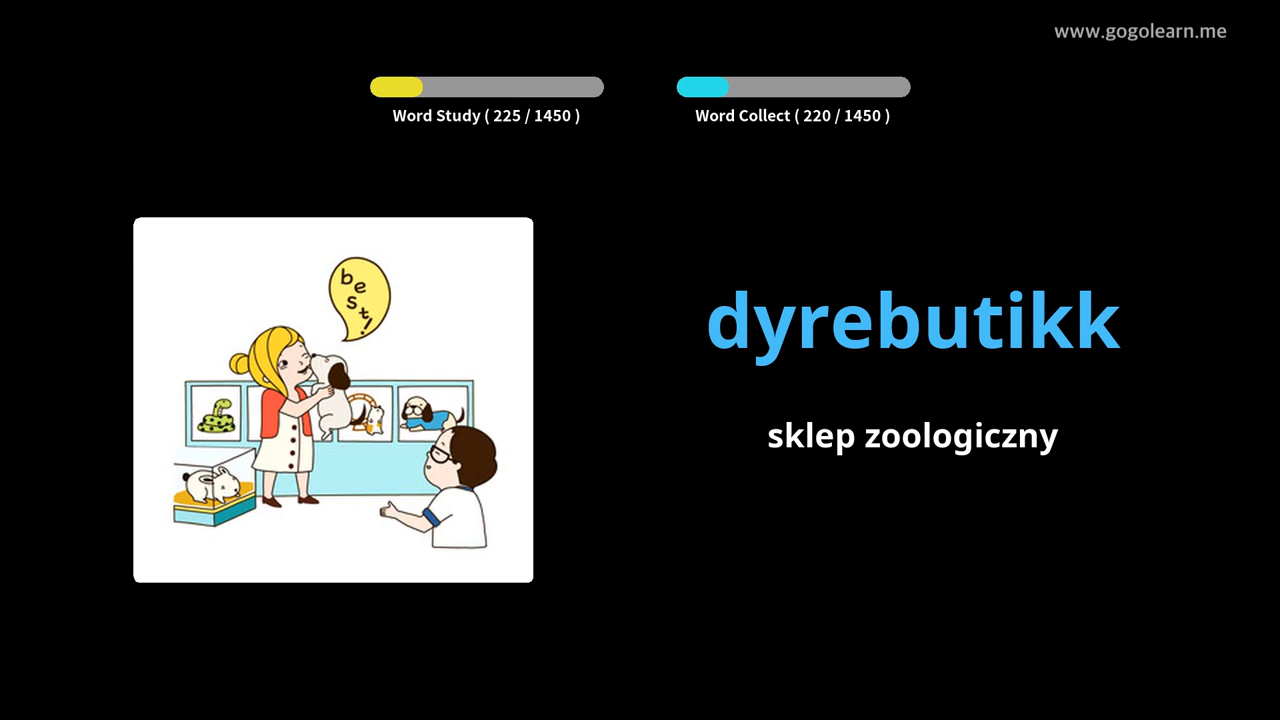 www.gogolearn.me
Word Study ( 225 / 1450 )
Word Collect ( 220 / 1450 )
best!
dyrebutikk
sklep zoologiczny